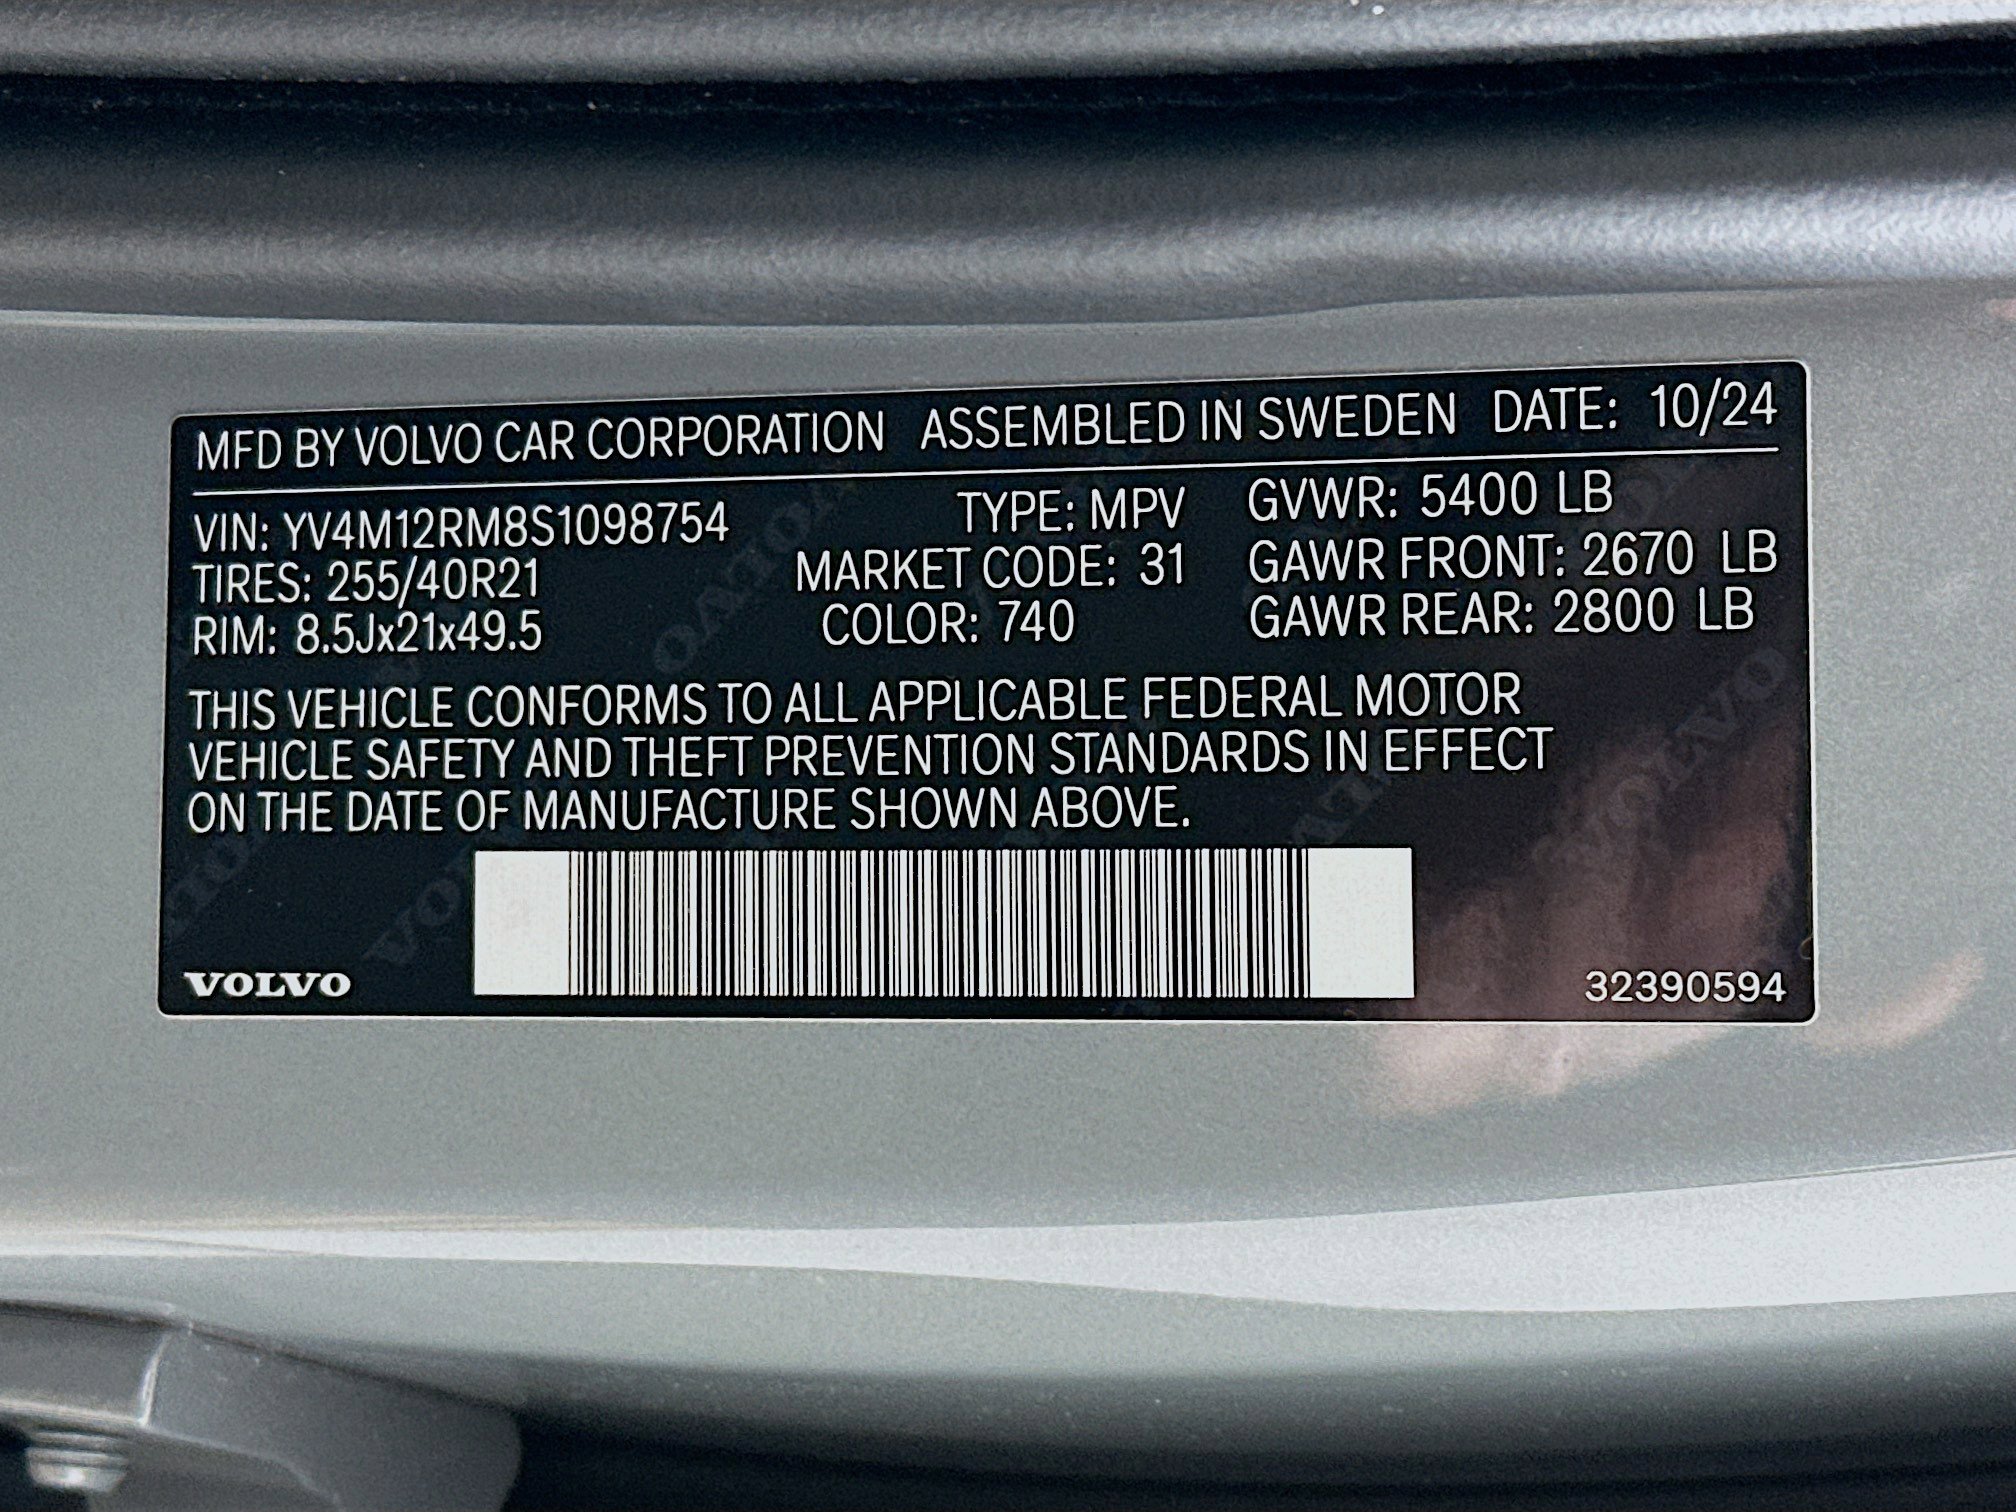 MFD BY VOLVO CAR CORPORATION ASSEMBLED IN SWEDEN DATE: 10/24
VIN: YV4M12RM8S1098754 TYPE: MPV GVWR: 5400 LB
TIRES: 255/40R21 MARKET CODE: 31 GAWR FRONT: 2670 LB
RIM: 8.5Jx21x49.5 COLOR: 740 GAWR REAR: 2800 LB
THIS VEHICLE CONFORMS TO ALL APPLICABLE FEDERAL MOTOR
VEHICLE SAFETY AND THEFT PREVENTION STANDARDS IN EFFECT
ON THE DATE OF MANUFACTURE SHOWN ABOVE.
VOLVO 32390594